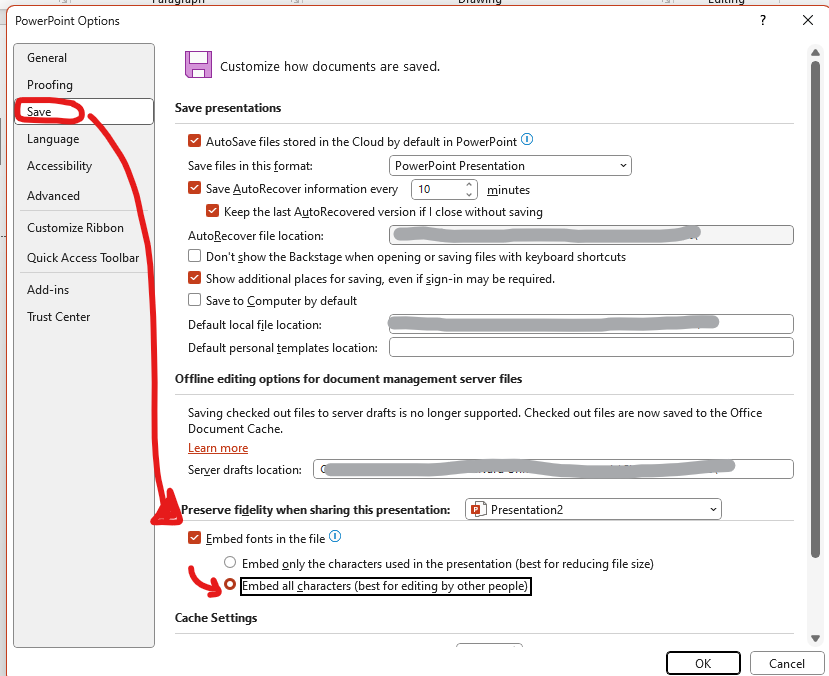 Paragraph Drawing Editing
PowerPoint Options ?
General
Proofing
Save
Language
Accessibility
Advanced
Customize Ribbon
Quick Access Toolbar
Add-ins
Trust Center
Customize how documents are saved.
Save presentations
AutoSave files stored in the Cloud by default in PowerPoint
Save files in this format: PowerPoint Presentation
Save AutoRecover information every 10 minutes
Keep the last AutoRecovered version if I close without saving
AutoRecover file location:
Don't show the Backstage when opening or saving files with keyboard shortcuts
Show additional places for saving, even if sign-in may be required.
Save to Computer by default
Default local file location:
Default personal templates location:
Offline editing options for document management server files
Saving checked out files to server drafts is no longer supported. Checked out files are now saved to the Office
Document Cache.
Learn more
Server drafts location:
Preserve fidelity when sharing this presentation: Presentation2
Embed fonts in the file
Embed only the characters used in the presentation (best for reducing file size)
Embed all characters (best for editing by other people)
Cache Settings
OK Cancel